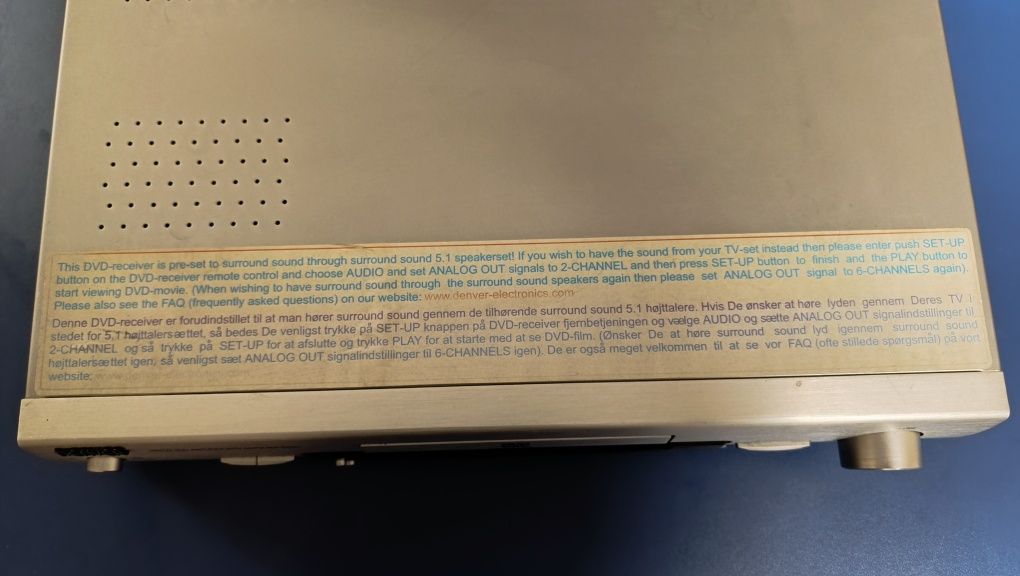 This DVD-receiver is pre-set to surround sound through surround sound 5.1 speakerset! If you wish to have the sound from your TV-set instead then please enter push SET-UP
button on the DVD-receiver remote control and choose AUDIO and set ANALOG OUT signals to 2-CHANNEL and then press SET-UP button to finish and the PLAY button to
start viewing DVD-movie. (When wishing to have surround sound through the surround sound speakers again then please set ANALOG OUT signal to 6-CHANNELS again).
Please also see the FAQ (frequently asked questions) on our website: www.denver-electronics.com
Denne DVD-receiver er forudindstillet til at man hører surround sound gennem de tilhørende surround sound 5.1 højttalere. Hvis De ønsker at høre lyden gennem Deres TV i
stedet for 5.1 højttalersættet, så bedes De venligst trykke på SET-UP knappen på DVD-receiver fjernbetjeningen og vælge AUDIO og sætte ANALOG OUT signalindstillinger til
2-CHANNEL og så trykke på SET-UP for at afslutte og trykke PLAY for at starte med at se DVD-film. (Ønsker De at høre surround sound lyd igennem surround sound
højttalersættet igen, så venligst sæt ANALOG OUT signalindstillinger til 6-CHANNELS igen). De er også meget velkommen til at se vor FAQ (ofte stillede spørgsmål) på vort
website: